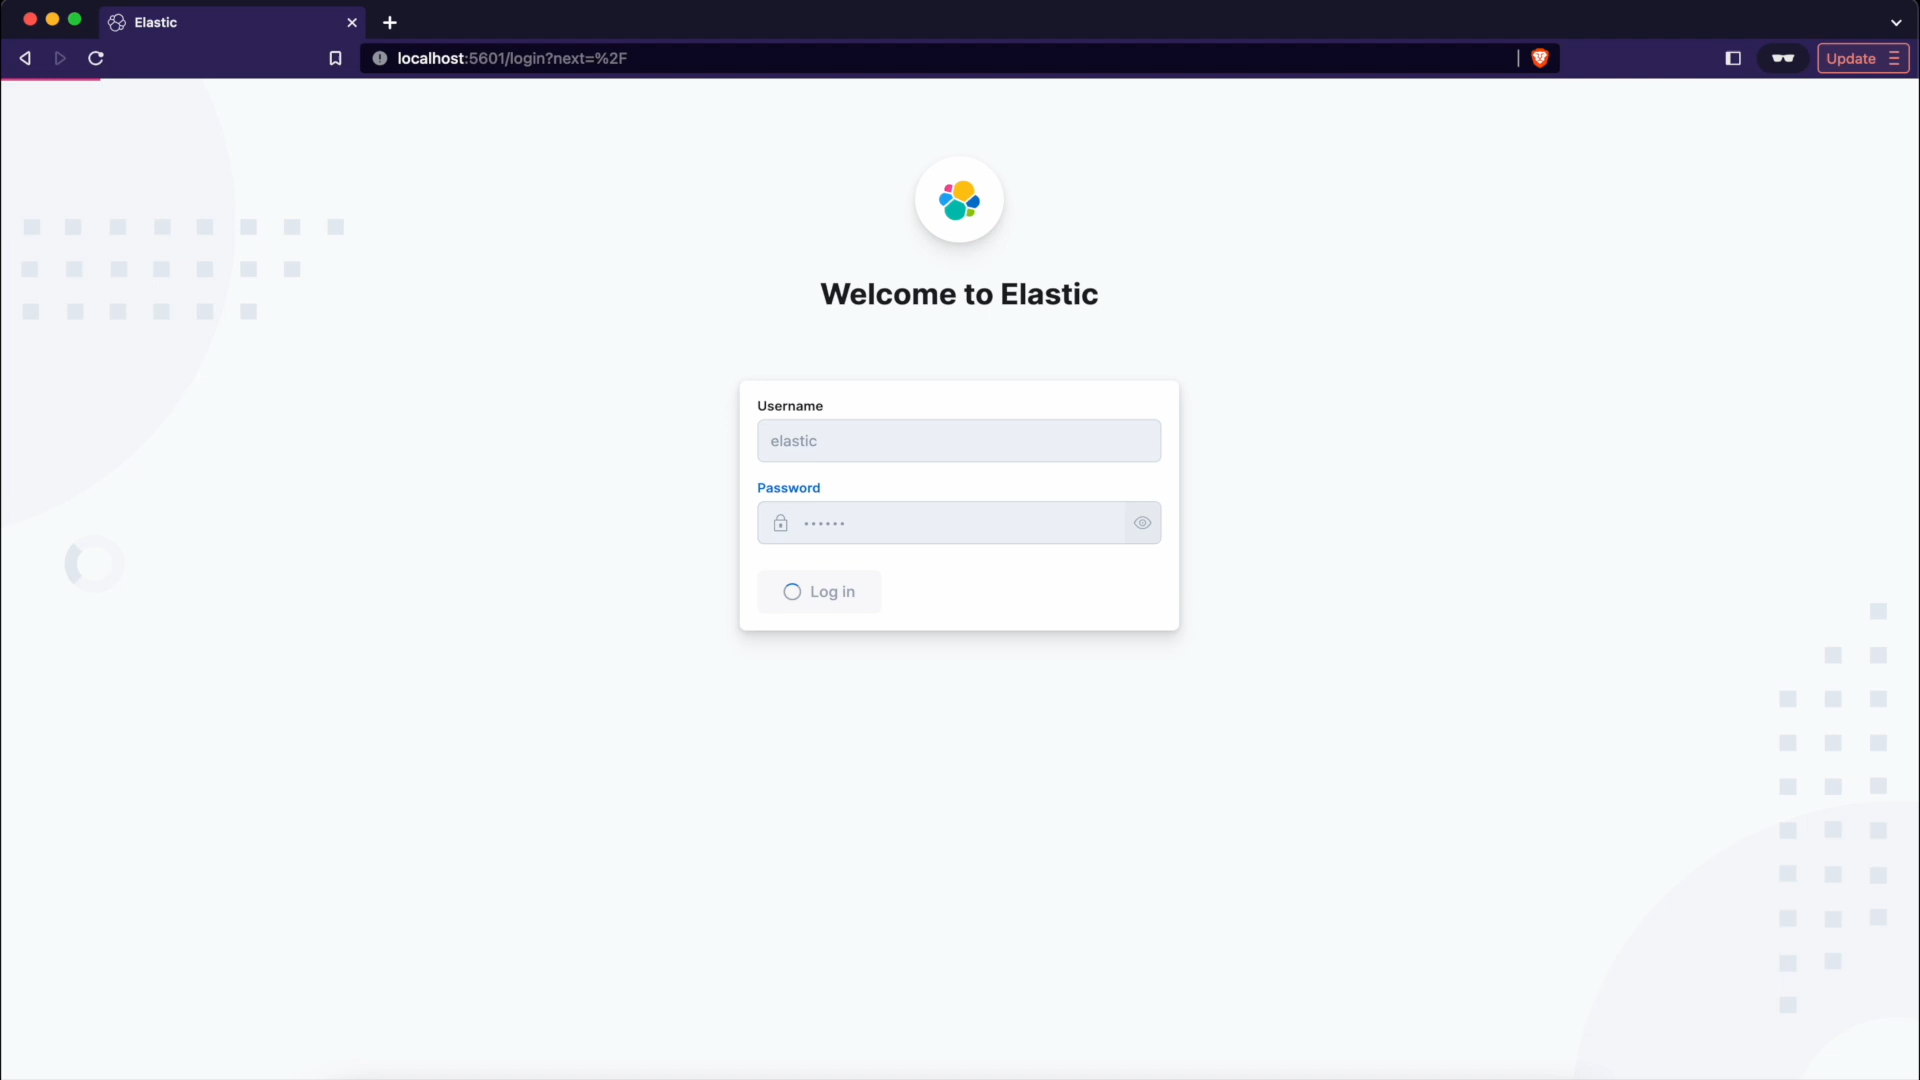 Elastic
localhost:5601/login?next=%2F
Update
Welcome to Elastic
Username
elastic
Password
••••••
Log in